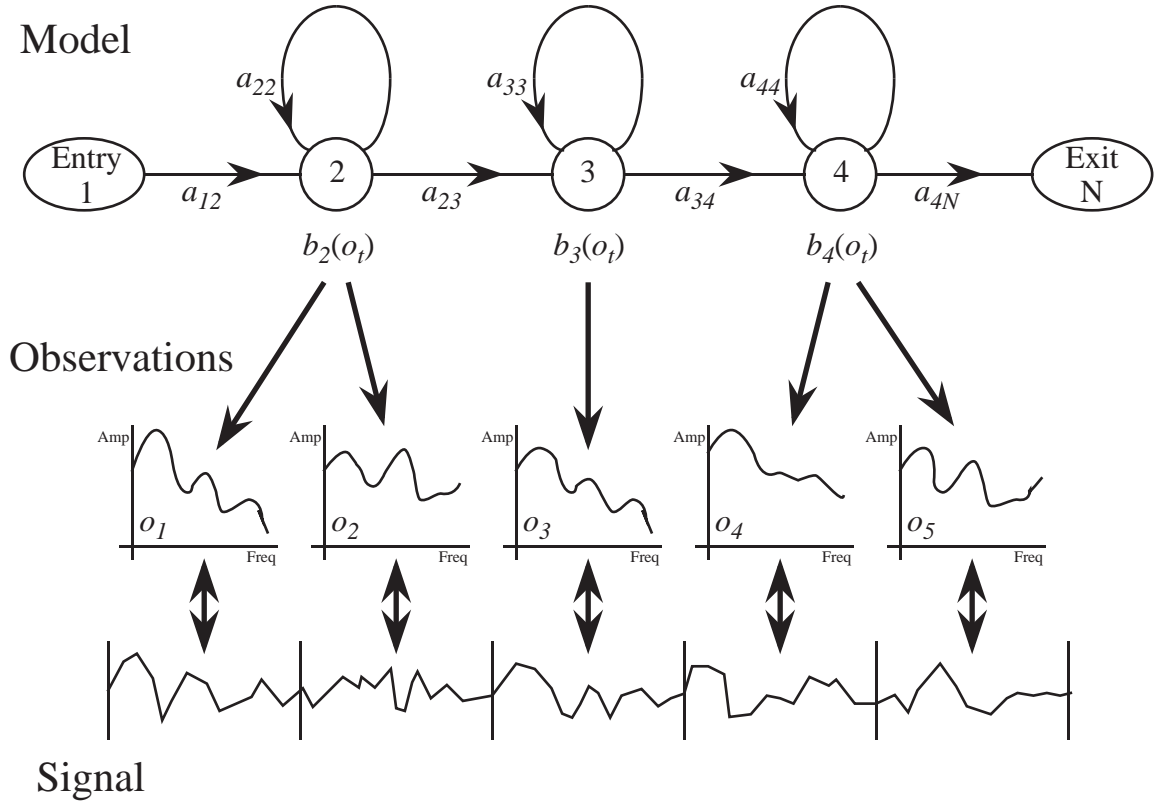 Model
a22
a33
a44
Entry
1
2
3
4
Exit
N
a12
a23
a34
a4N
b2(ot)
b3(ot)
b4(ot)
Observations
Amp
Amp
Amp
Amp
Amp
o1
o2
o3
o4
o5
Freq
Freq
Freq
Freq
Freq
Signal